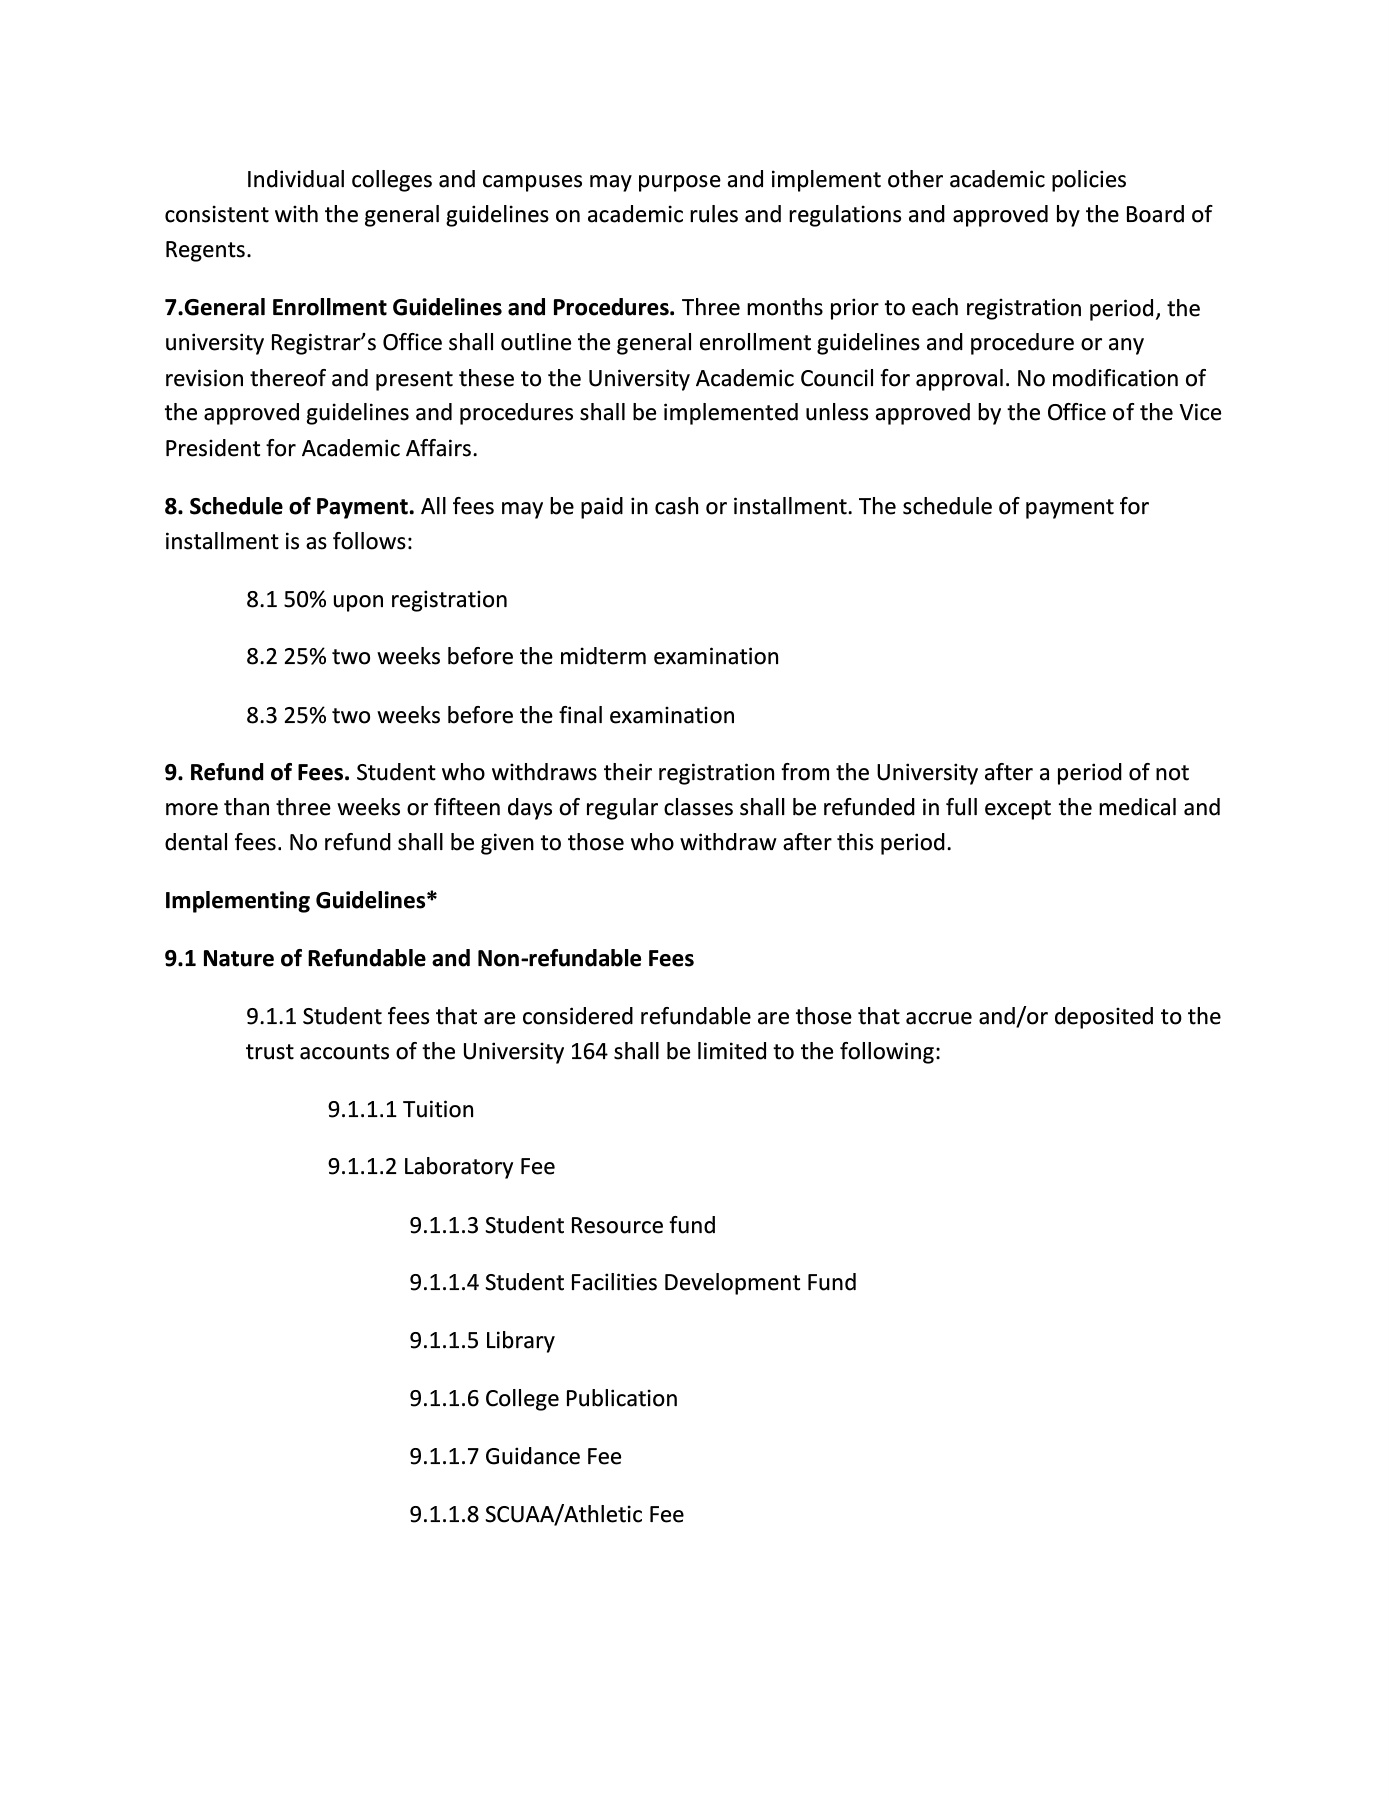 Individual colleges and campuses may purpose and implement other academic policies
consistent with the general guidelines on academic rules and regulations and approved by the Board of
Regents.
7.General Enrollment Guidelines and Procedures. Three months prior to each registration period, the
university Registrar’s Office shall outline the general enrollment guidelines and procedure or any
revision thereof and present these to the University Academic Council for approval. No modification of
the approved guidelines and procedures shall be implemented unless approved by the Office of the Vice
President for Academic Affairs.
8. Schedule of Payment. All fees may be paid in cash or installment. The schedule of payment for
installment is as follows:
8.1 50% upon registration
8.2 25% two weeks before the midterm examination
8.3 25% two weeks before the final examination
9. Refund of Fees. Student who withdraws their registration from the University after a period of not
more than three weeks or fifteen days of regular classes shall be refunded in full except the medical and
dental fees. No refund shall be given to those who withdraw after this period.
Implementing Guidelines*
9.1 Nature of Refundable and Non-refundable Fees
9.1.1 Student fees that are considered refundable are those that accrue and/or deposited to the
trust accounts of the University 164 shall be limited to the following:
9.1.1.1 Tuition
9.1.1.2 Laboratory Fee
9.1.1.3 Student Resource fund
9.1.1.4 Student Facilities Development Fund
9.1.1.5 Library
9.1.1.6 College Publication
9.1.1.7 Guidance Fee
9.1.1.8 SCUAA/Athletic Fee